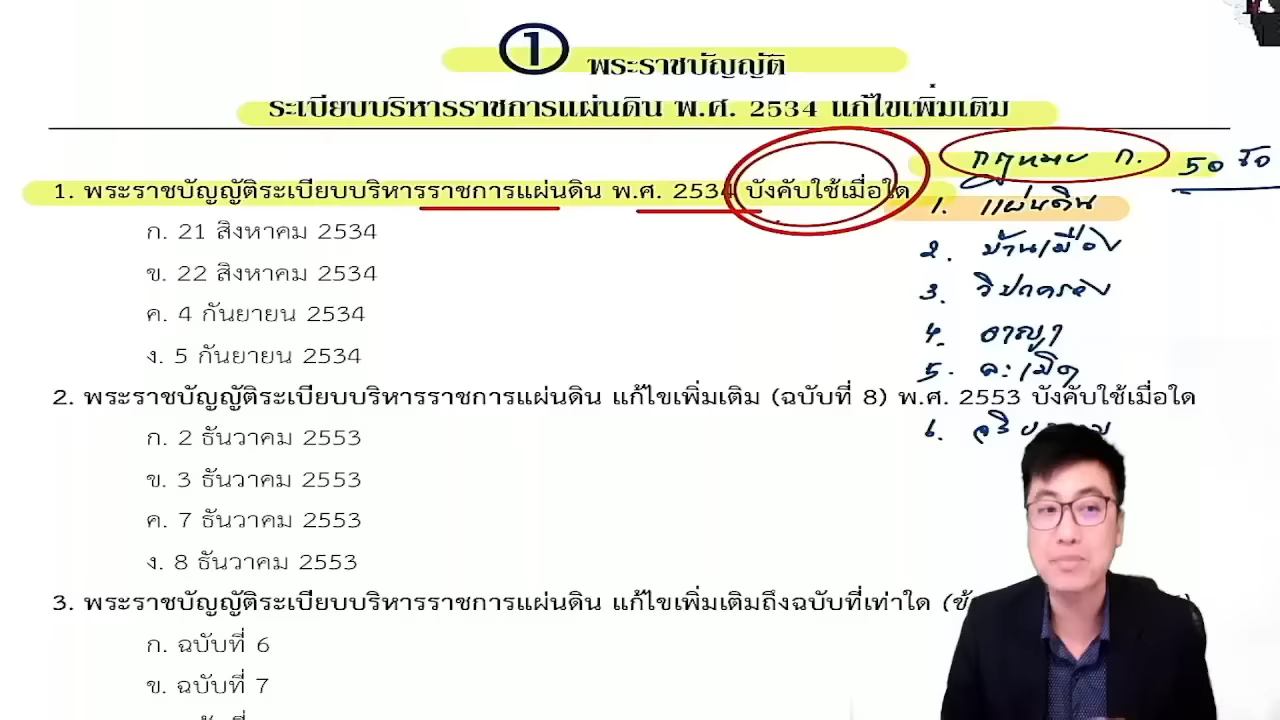 1 พระราชบัญญัติ
ระเบียบบริหารราชการแผ่นดิน พ.ศ. 2534 แก้ไขเพิ่มเติม
กฎหมาย ก. 50 ข้อ
1. พระราชบัญญัติระเบียบบริหารราชการแผ่นดิน พ.ศ. 2534 บังคับใช้เมื่อใด
1. แผ่นดิน
ก. 21 สิงหาคม 2534
2. บ้านเมือง
ข. 22 สิงหาคม 2534
3. วิปกครอง
ค. 4 กันยายน 2534
4. อาญา
ง. 5 กันยายน 2534
5. ละเมิด
2. พระราชบัญญัติระเบียบบริหารราชการแผ่นดิน แก้ไขเพิ่มเติม (ฉบับที่ 8) พ.ศ. 2553 บังคับใช้เมื่อใด
6.
ก. 2 ธันวาคม 2553
ข. 3 ธันวาคม 2553
ค. 7 ธันวาคม 2553
ง. 8 ธันวาคม 2553
3. พระราชบัญญัติระเบียบบริหารราชการแผ่นดิน แก้ไขเพิ่มเติมถึงฉบับที่เท่าใด
ก. ฉบับที่ 6
ข. ฉบับที่ 7